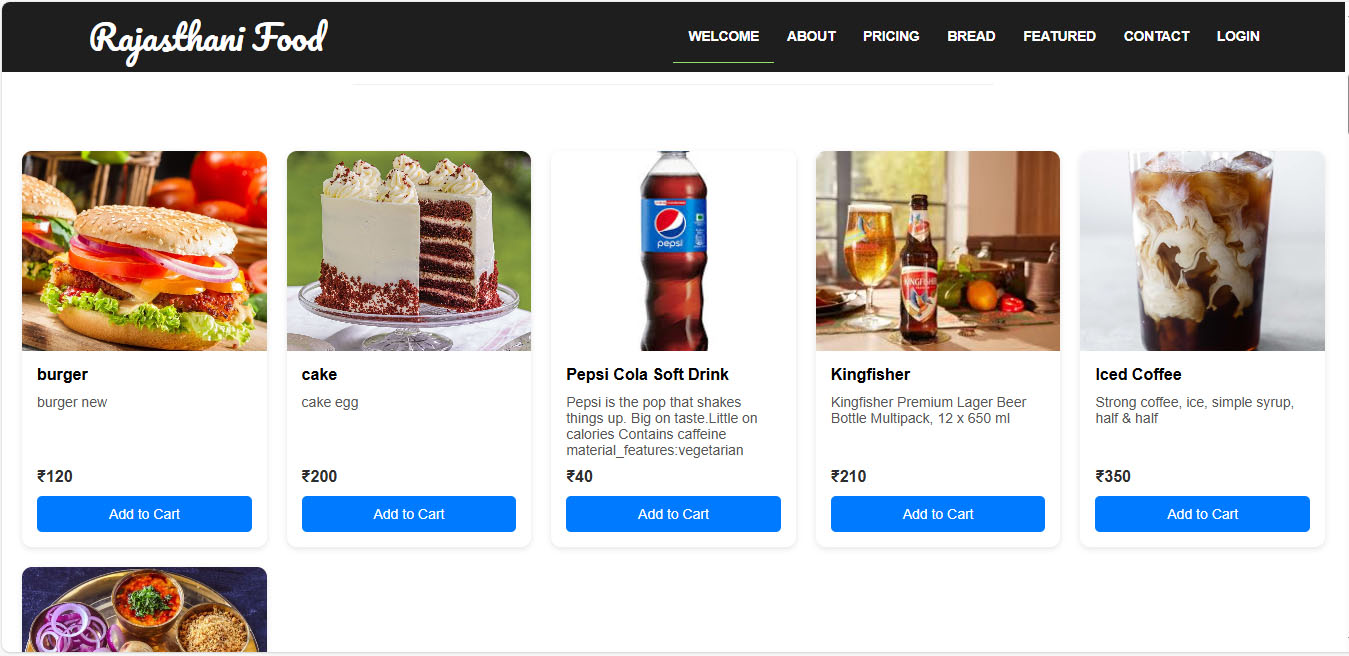 Rajasthani Food
WELCOME ABOUT PRICING BREAD FEATURED CONTACT LOGIN
pepsi
KINGFISHER
burger
burger new
₹120
Add to Cart
cake
cake egg
₹200
Add to Cart
Pepsi Cola Soft Drink
Pepsi is the pop that shakes
things up. Big on taste.Little on
calories Contains caffeine
material_features:vegetarian
₹40
Add to Cart
Kingfisher
Kingfisher Premium Lager Beer
Bottle Multipack, 12 x 650 ml
₹210
Add to Cart
Iced Coffee
Strong coffee, ice, simple syrup,
half & half
₹350
Add to Cart